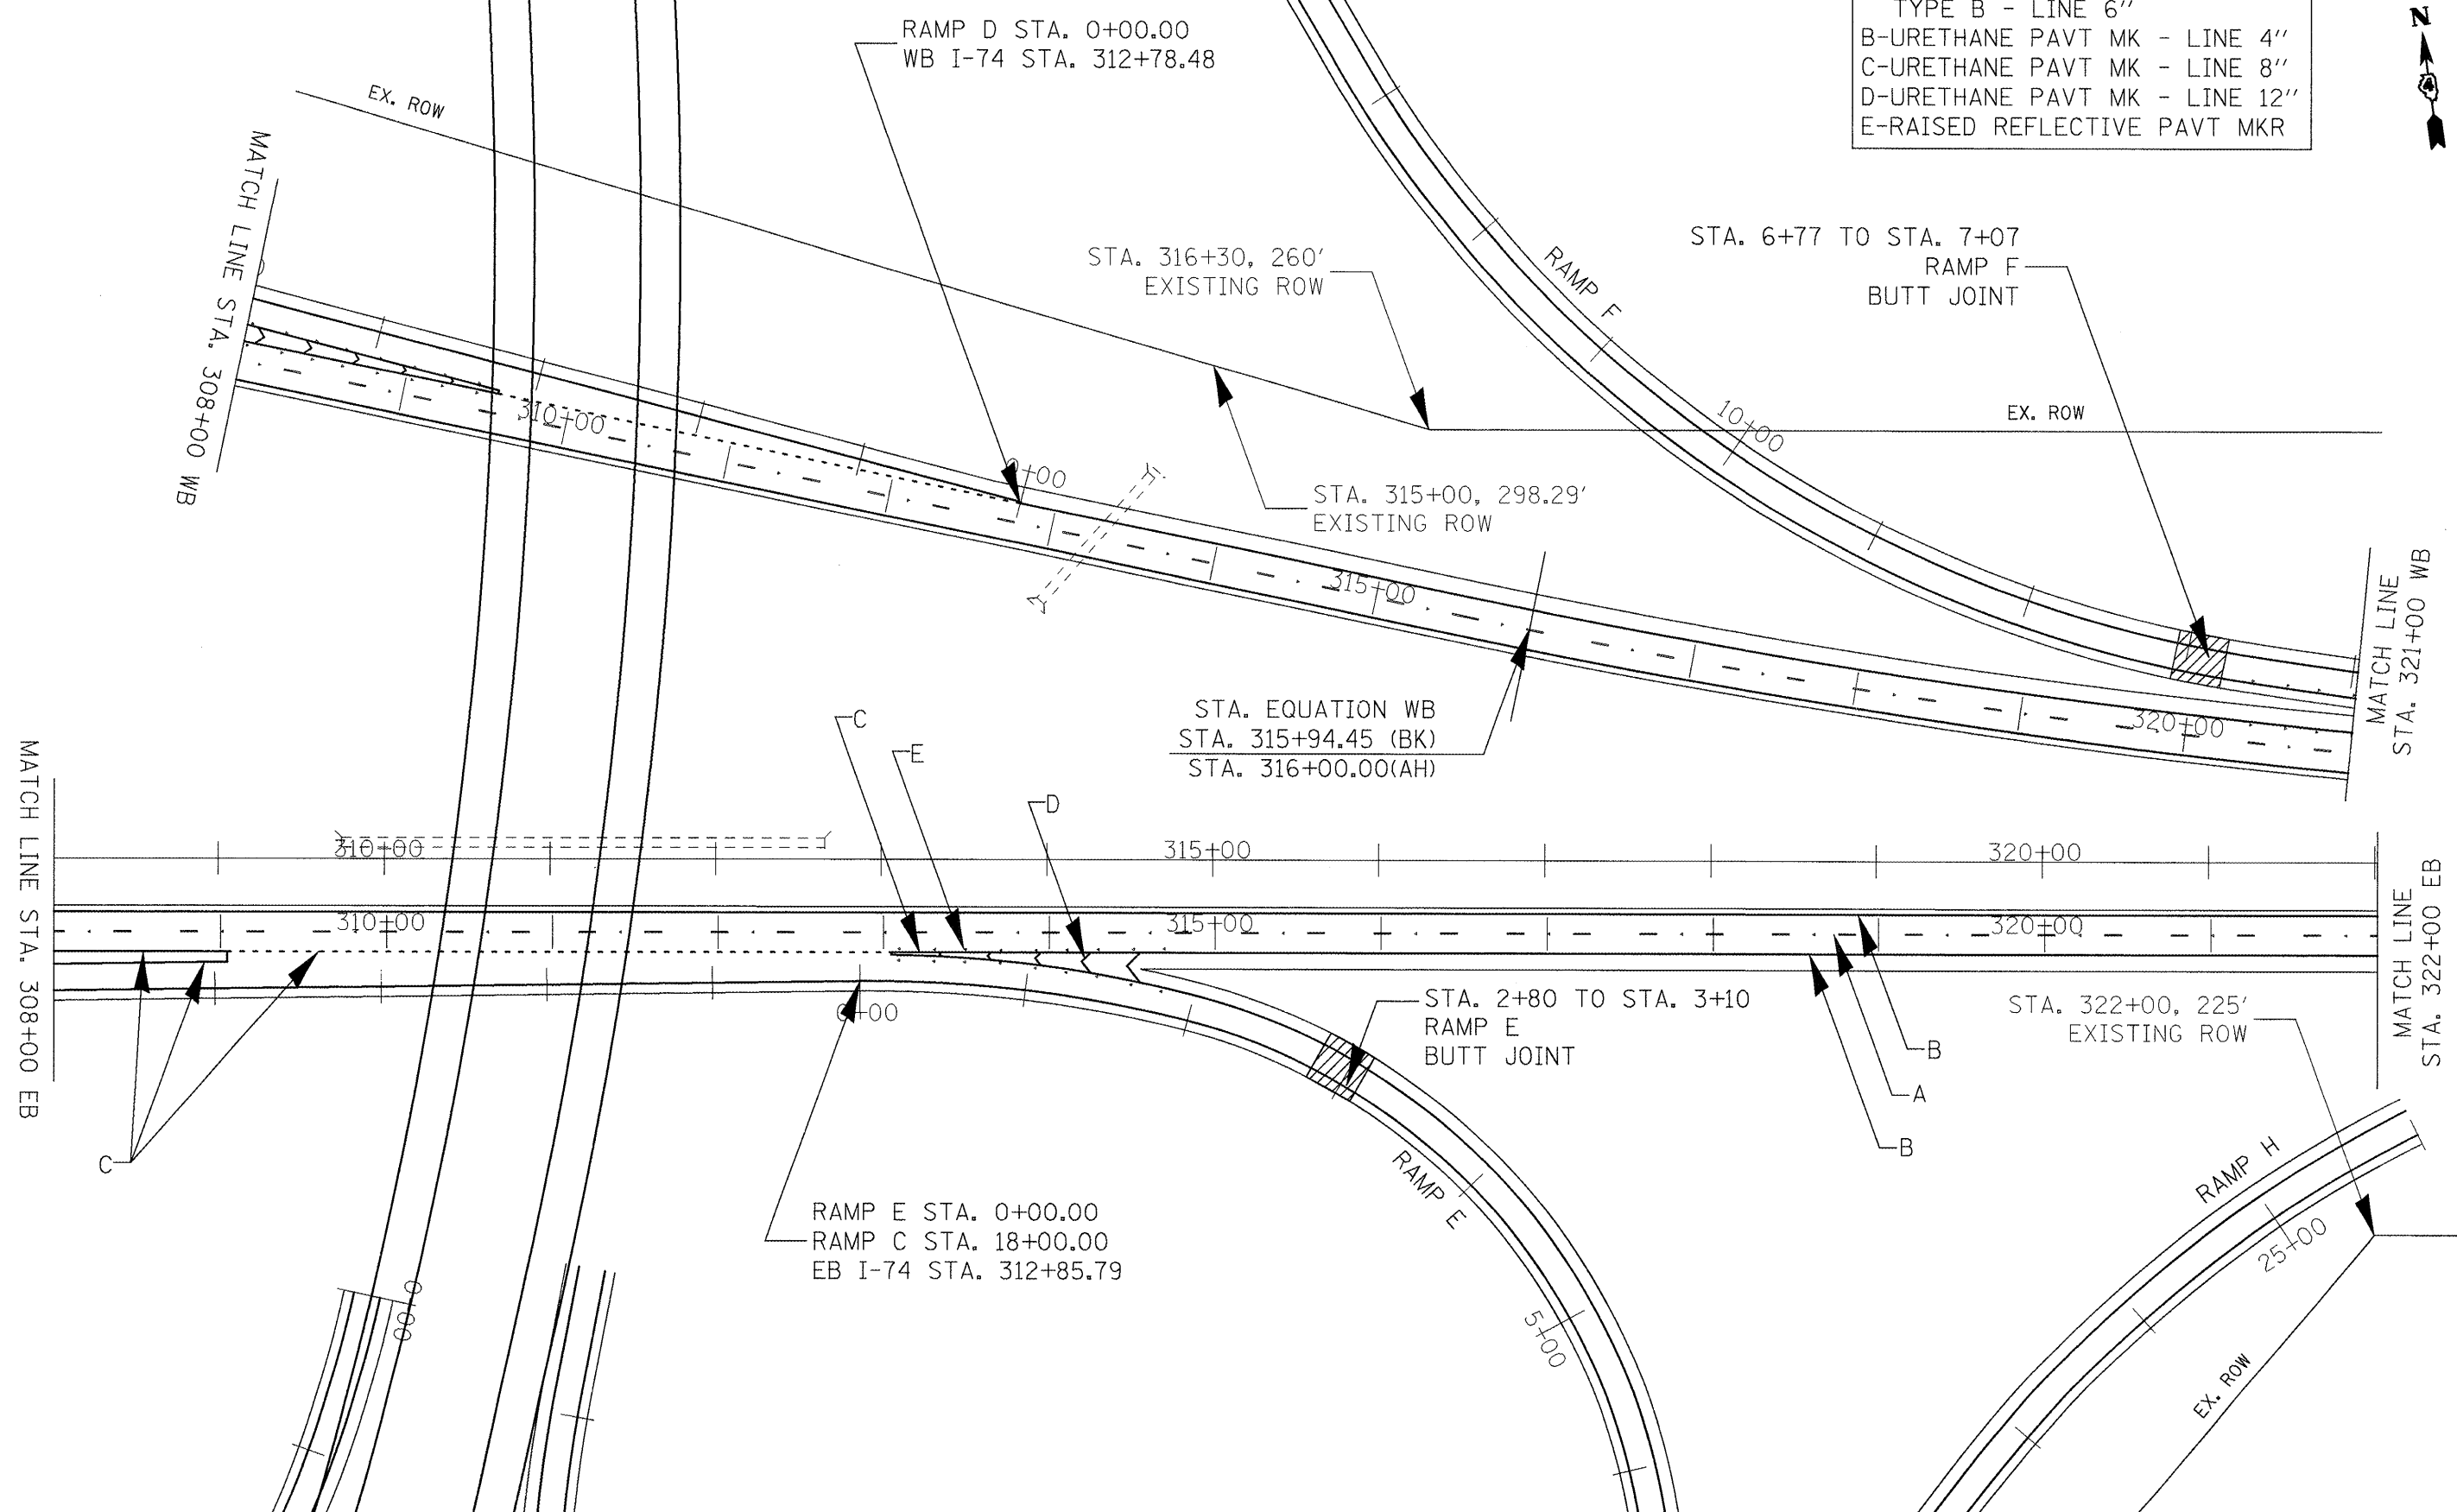 TYPE B - LINE 6"
B-URETHANE PAVT MK - LINE 4"
C-URETHANE PAVT MK - LINE 8"
D-URETHANE PAVT MK - LINE 12"
E-RAISED REFLECTIVE PAVT MKR
N
RAMP D STA. 0+00.00
WB I-74 STA. 312+78.48
EX. ROW
MATCH LINE STA. 308+00 WB
STA. 316+30, 260'
EXISTING ROW
RAMP F
STA. 6+77 TO STA. 7+07
RAMP F
BUTT JOINT
10+00
EX. ROW
310+00
0+00
STA. 315+00, 298.29'
EXISTING ROW
315+00
320+00
MATCH LINE
STA. 321+00 WB
STA. EQUATION WB
STA. 315+94.45 (BK)
STA. 316+00.00(AH)
C
E
D
MATCH LINE STA. 308+00 EB
310+00
315+00
320+00
310+00
315+00
320+00
MATCH LINE
STA. 322+00 EB
0+00
STA. 2+80 TO STA. 3+10
RAMP E
BUTT JOINT
STA. 322+00, 225'
EXISTING ROW
B
A
B
C
RAMP E
RAMP H
25+00
RAMP E STA. 0+00.00
RAMP C STA. 18+00.00
EB I-74 STA. 312+85.79
5+00
EX. ROW